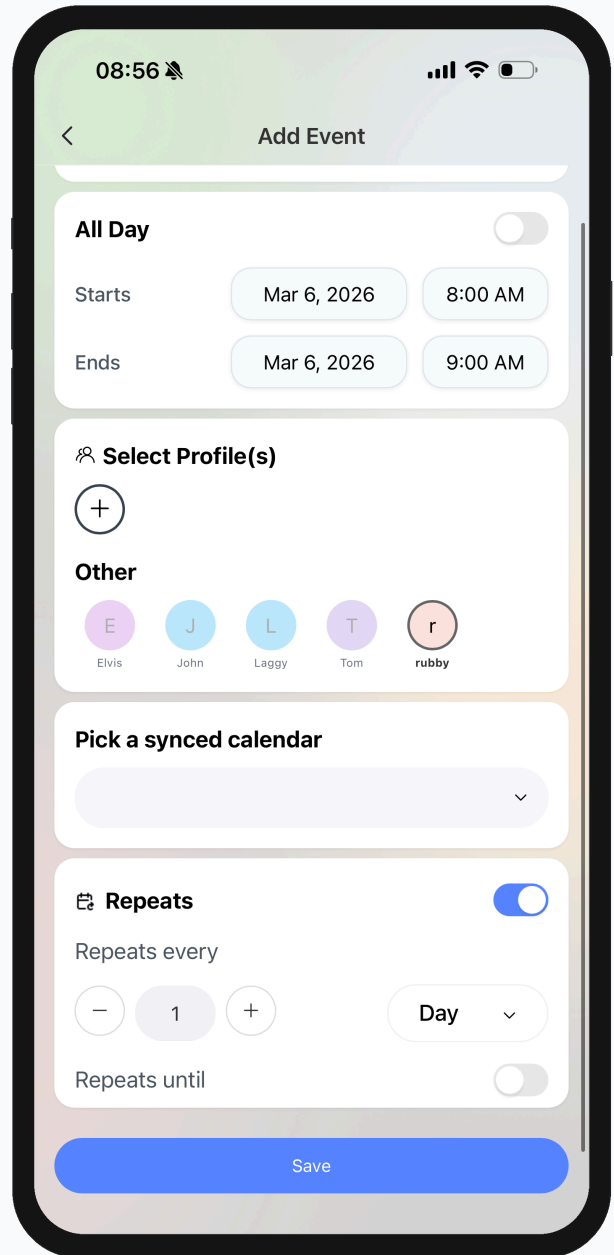 08:56
Add Event
All Day
Starts Mar 6, 2026 8:00 AM
Ends Mar 6, 2026 9:00 AM
Select Profile(s)
Other
E J L T r
Elvis John Laggy Tom rubby
Pick a synced calendar
Repeats
Repeats every
1 Day
Repeats until
Save